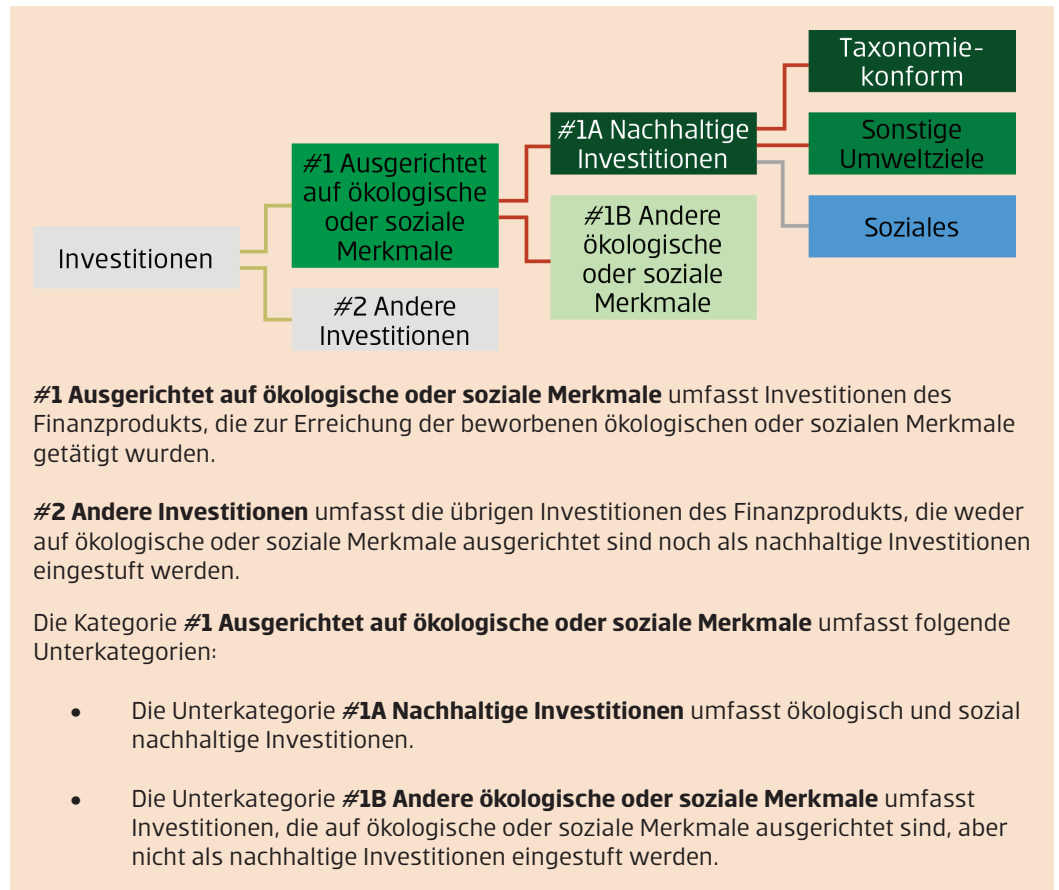 Taxonomie-
konform
#1A Nachhaltige
Investitionen
Sonstige
Umweltziele
#1 Ausgerichtet
auf ökologische
oder soziale
Merkmale
#1B Andere
ökologische
oder soziale
Merkmale
Soziales
Investitionen
#2 Andere
Investitionen
#1 Ausgerichtet auf ökologische oder soziale Merkmale umfasst Investitionen des
Finanzprodukts, die zur Erreichung der beworbenen ökologischen oder sozialen Merkmale
getätigt wurden.
#2 Andere Investitionen umfasst die übrigen Investitionen des Finanzprodukts, die weder
auf ökologische oder soziale Merkmale ausgerichtet sind noch als nachhaltige Investitionen
eingestuft werden.
Die Kategorie #1 Ausgerichtet auf ökologische oder soziale Merkmale umfasst folgende
Unterkategorien:
• Die Unterkategorie #1A Nachhaltige Investitionen umfasst ökologisch und sozial
nachhaltige Investitionen.
• Die Unterkategorie #1B Andere ökologische oder soziale Merkmale umfasst
Investitionen, die auf ökologische oder soziale Merkmale ausgerichtet sind, aber
nicht als nachhaltige Investitionen eingestuft werden.